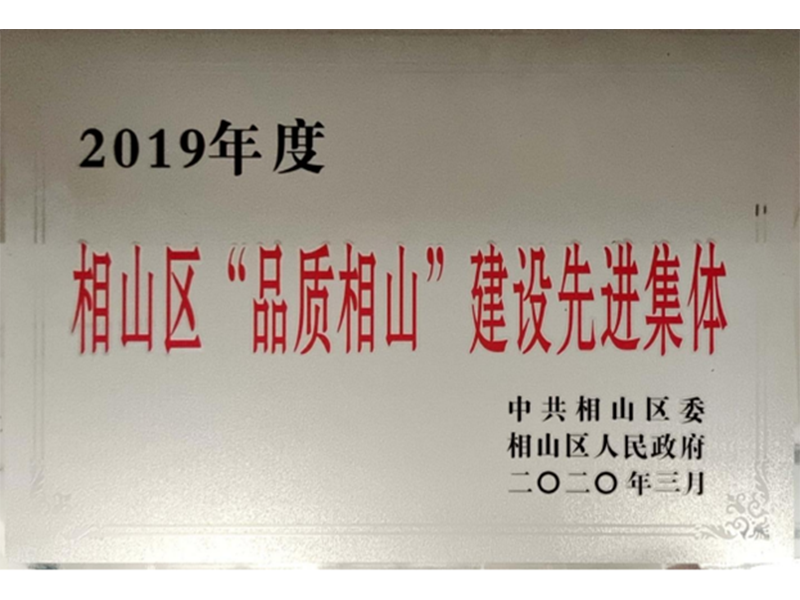 2019年度
相山区“品质相山”建设先进集体
中共相山区委
相山区人民政府
二〇二〇年三月